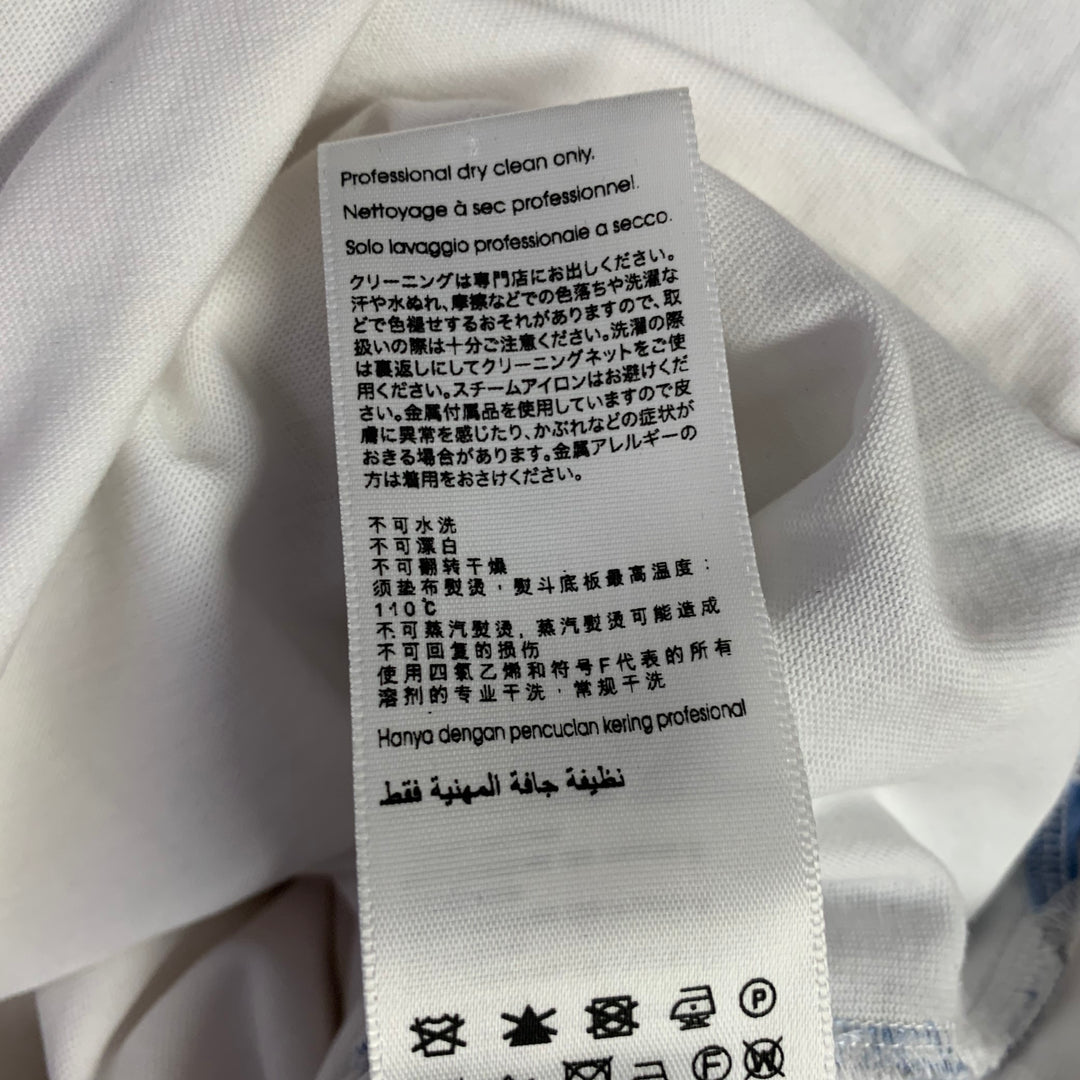 Professional dry clean only.
Nettoyage à sec professionnel.
Solo lavaggio professionale a secco.
クリーニングは専門店にお出しください。
汗や水ぬれ、摩擦などでの色落ちや洗濯な
どで色褪せするおそれがありますので、取
扱いの際は十分ご注意ください。洗濯の際
は裏返しにしてクリーニングネットをご使
用ください。スチームアイロンはお避けくだ
さい。金属付属品を使用していますので皮
膚に異常を感じたり、かぶれなどの症状が
おきる場合があります。金属アレルギーの
方は着用をおさけください。
不可水洗
不可漂白
不可翻转干燥
须垫布熨烫，熨斗底板最高温度：
110℃
不可蒸汽熨烫，蒸汽熨烫可能造成
不可回复的损伤
使用四氯乙烯和符号F代表的所有
溶剂的专业干洗，常规干洗
Hanya dengan pencucian kering profesional
نظيفة جافة المهنية فقط
P
F W